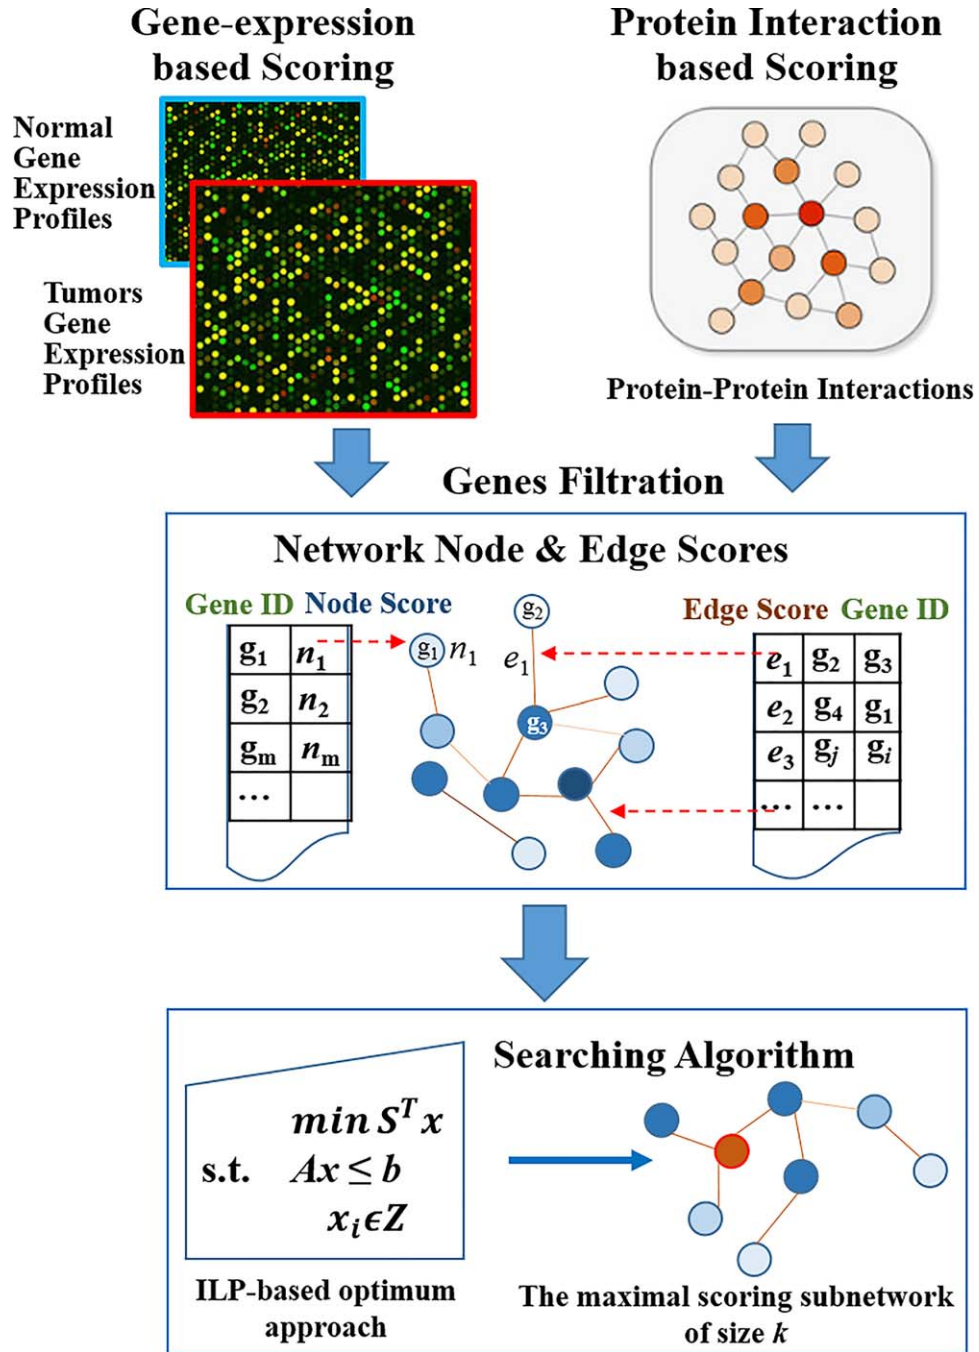 Gene-expression
based Scoring
Protein Interaction
based Scoring
Normal
Gene
Expression
Profiles
Tumors
Gene
Expression
Profiles
Protein-Protein Interactions
Genes Filtration
Network Node & Edge Scores
Gene ID Node Score
g₁ n₁
g₂ n₂
gₘ nₘ
...
g₁ n₁
g₂
e₁
g₃
Edge Score Gene ID
e₁ g₂ g₃
e₂ g₄ g₁
e₃ gⱼ gᵢ
... ...
Searching Algorithm
min Sᵀ x
s.t. Ax ≤ b
xᵢϵZ
ILP-based optimum
approach
The maximal scoring subnetwork
of size k